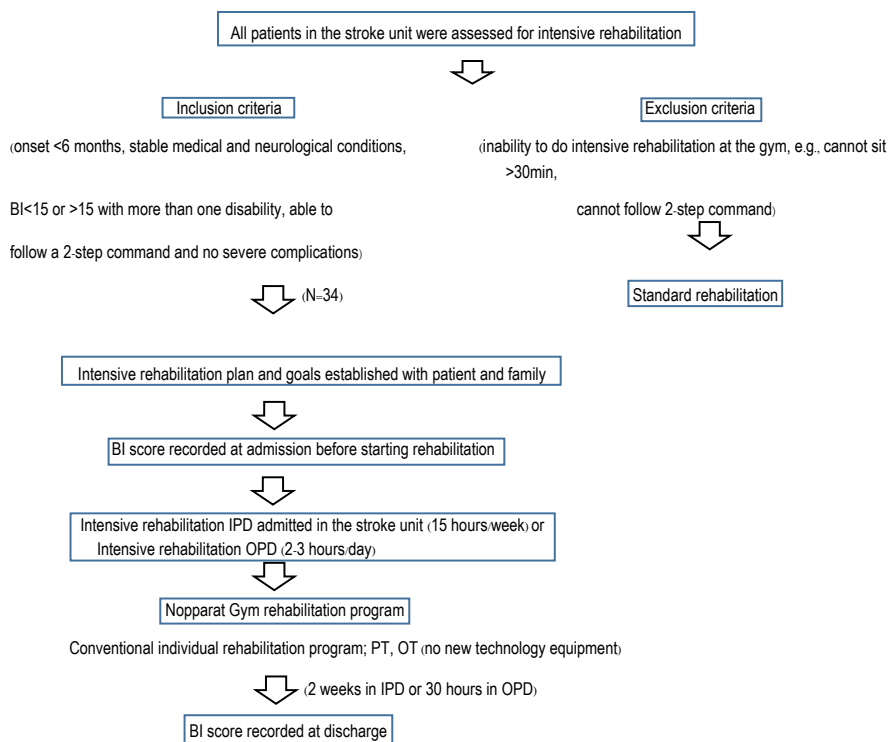 All patients in the stroke unit were assessed for intensive rehabilitation
Inclusion criteria
(onset <6 months, stable medical and neurological conditions,
BI<15 or >15 with more than one disability, able to
follow a 2-step command and no severe complications)
(N=34)
Exclusion criteria
(inability to do intensive rehabilitation at the gym, e.g., cannot sit
>30min,
cannot follow 2-step command)
Standard rehabilitation
Intensive rehabilitation plan and goals established with patient and family
BI score recorded at admission before starting rehabilitation
Intensive rehabilitation IPD admitted in the stroke unit (15 hours/week) or
Intensive rehabilitation OPD (2-3 hours/day)
Nopparat Gym rehabilitation program
Conventional individual rehabilitation program; PT, OT (no new technology equipment)
(2 weeks in IPD or 30 hours in OPD)
BI score recorded at discharge